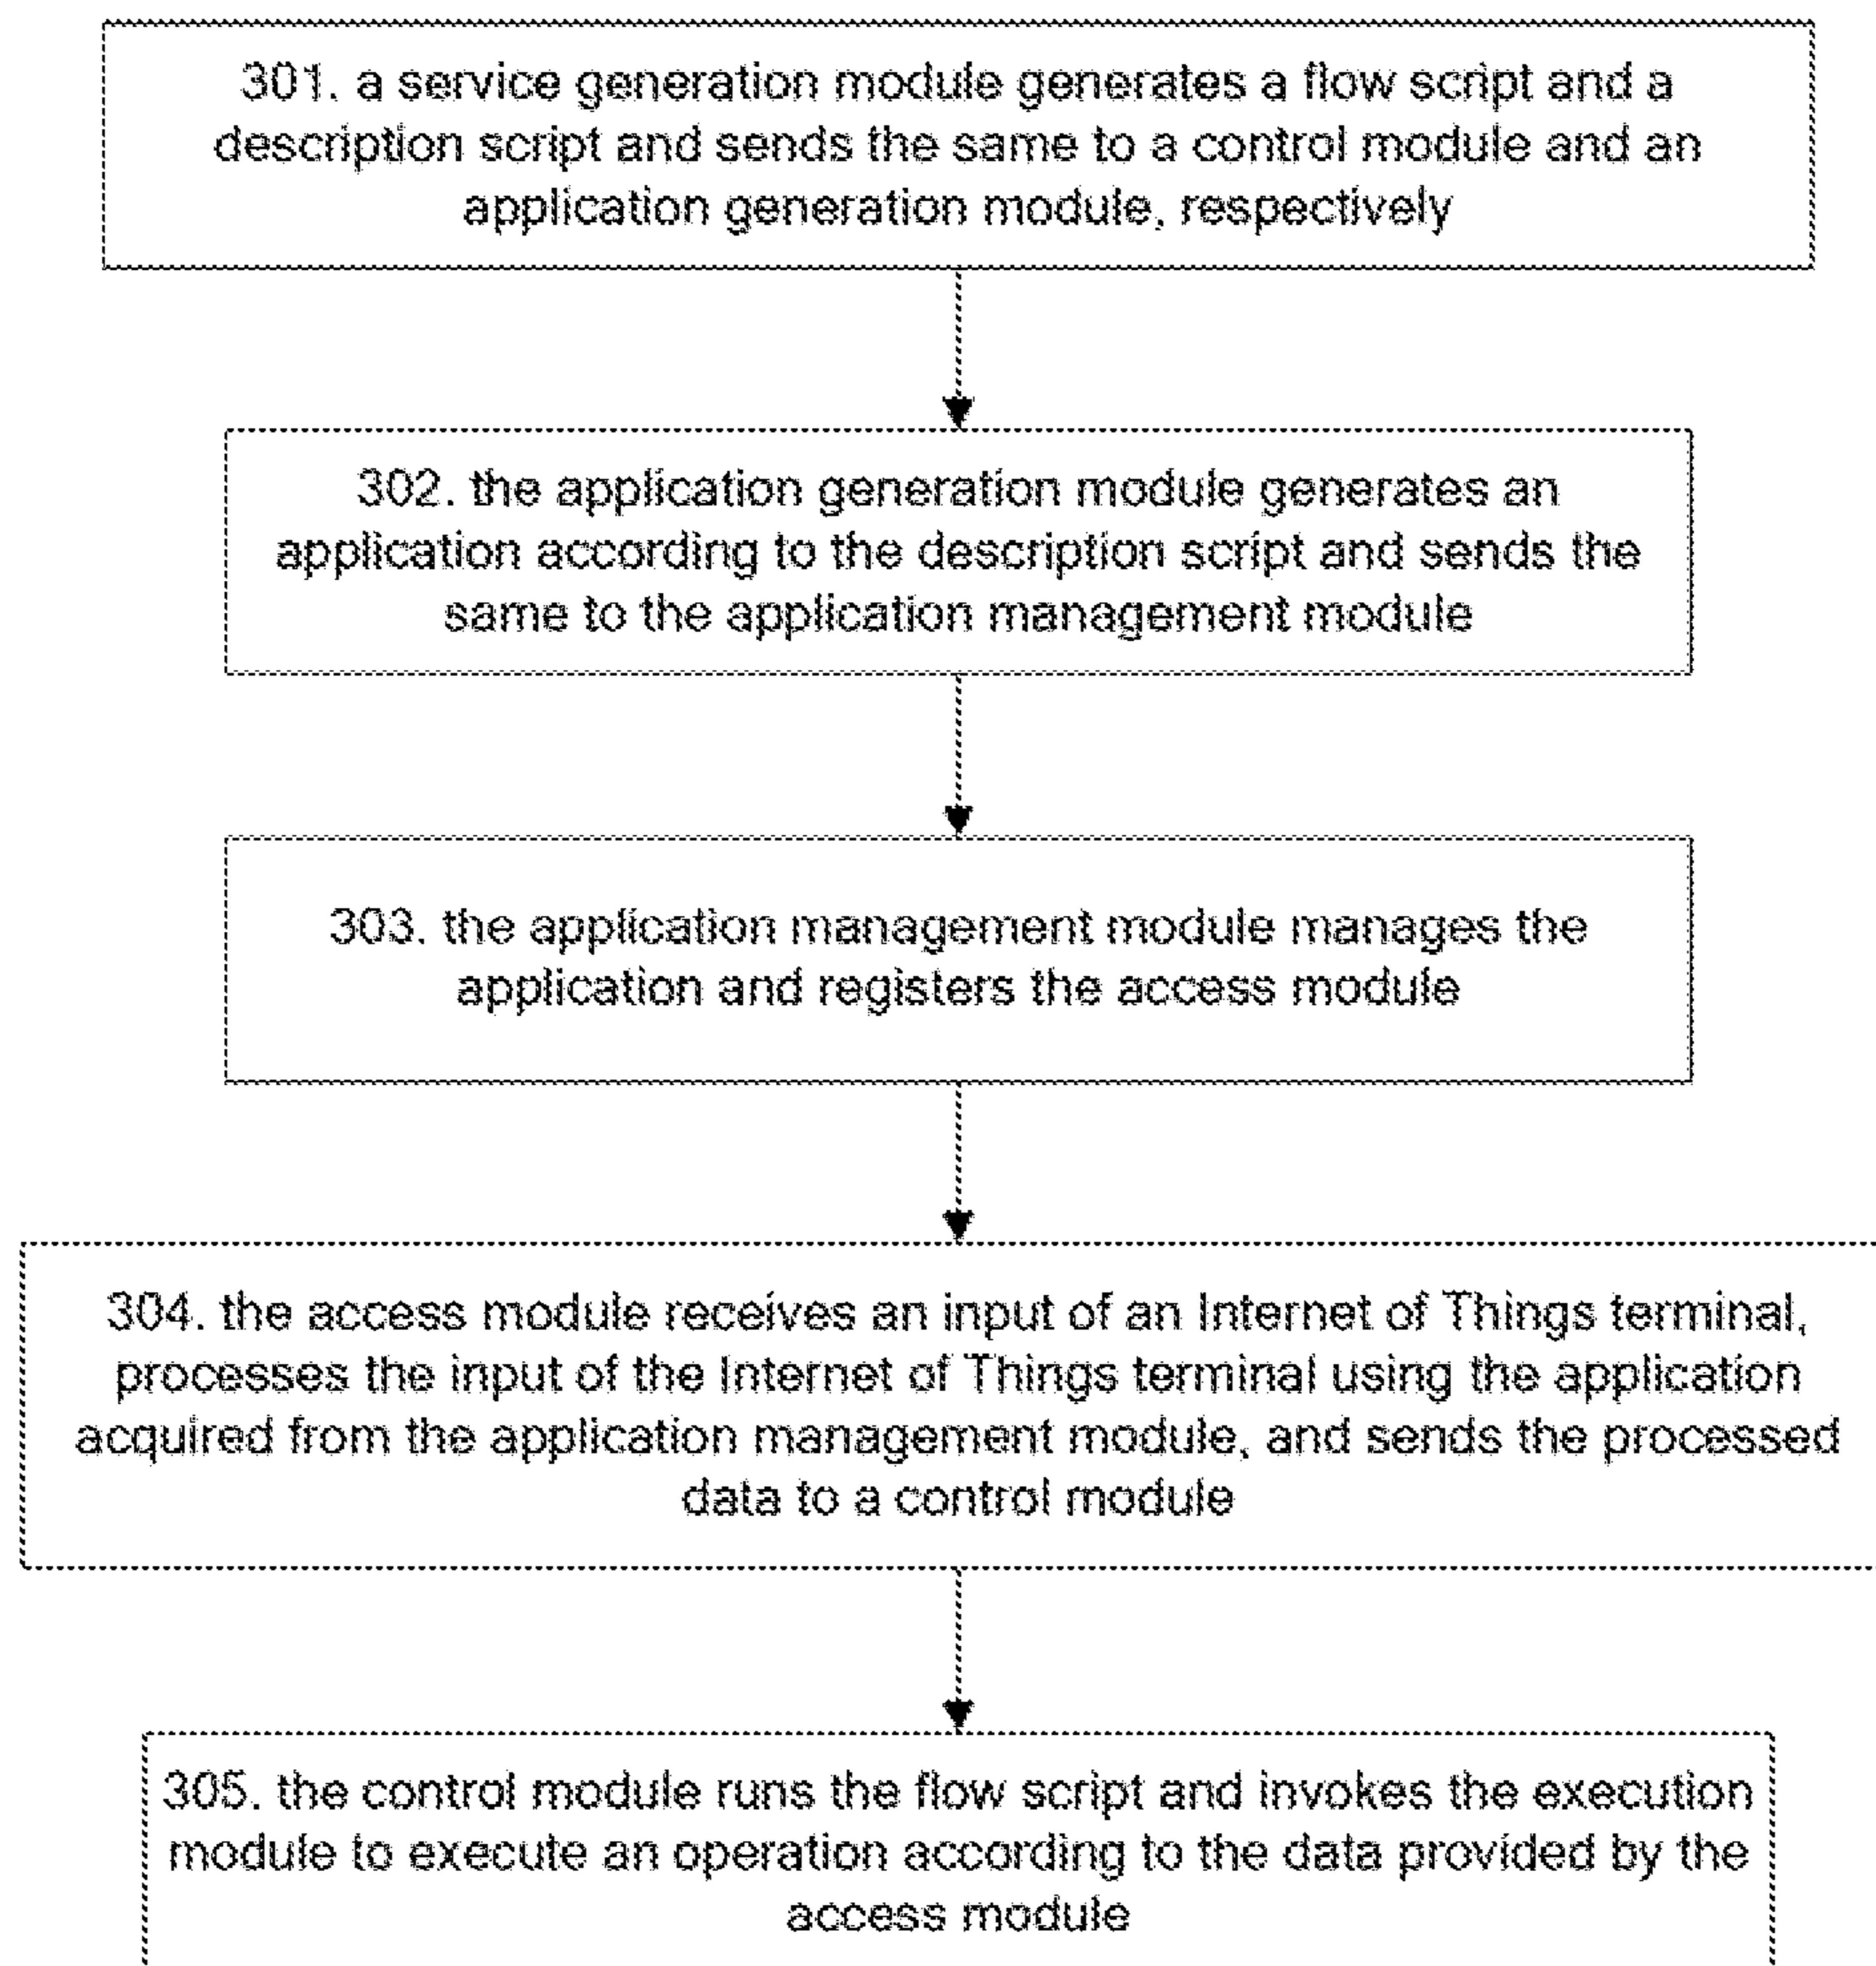 301. a service generation module generates a flow script and a
description script and sends the same to a control module and an
application generation module, respectively
302. the application generation module generates an
application according to the description script and sends the
same to the application management module
303. the application management module manages the
application and registers the access module
304. the access module receives an input of an Internet of Things terminal,
processes the input of the Internet of Things terminal using the application
acquired from the application management module, and sends the processed
data to a control module
305. the control module runs the flow script and invokes the execution
module to execute an operation according to the data provided by the
access module